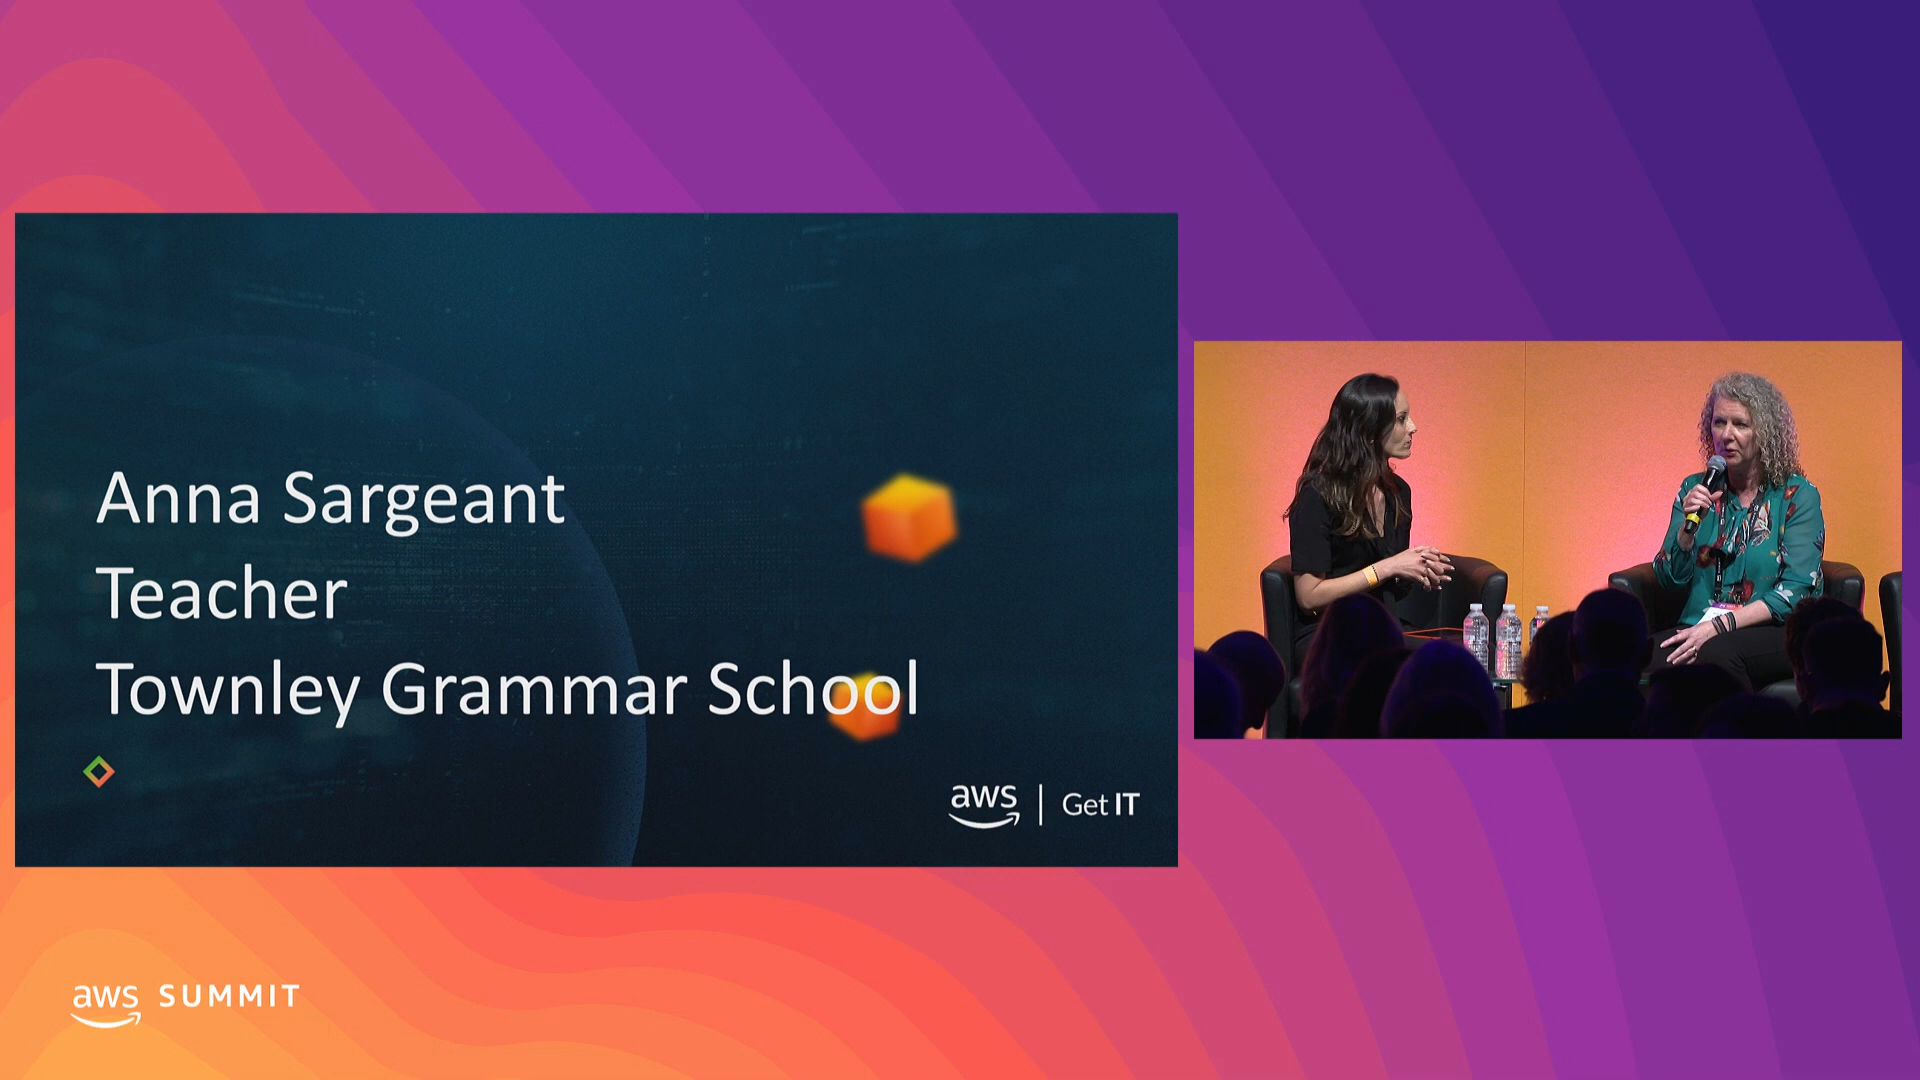 Anna Sargeant
Teacher
Townley Grammar School
aws | Get IT
aws SUMMIT